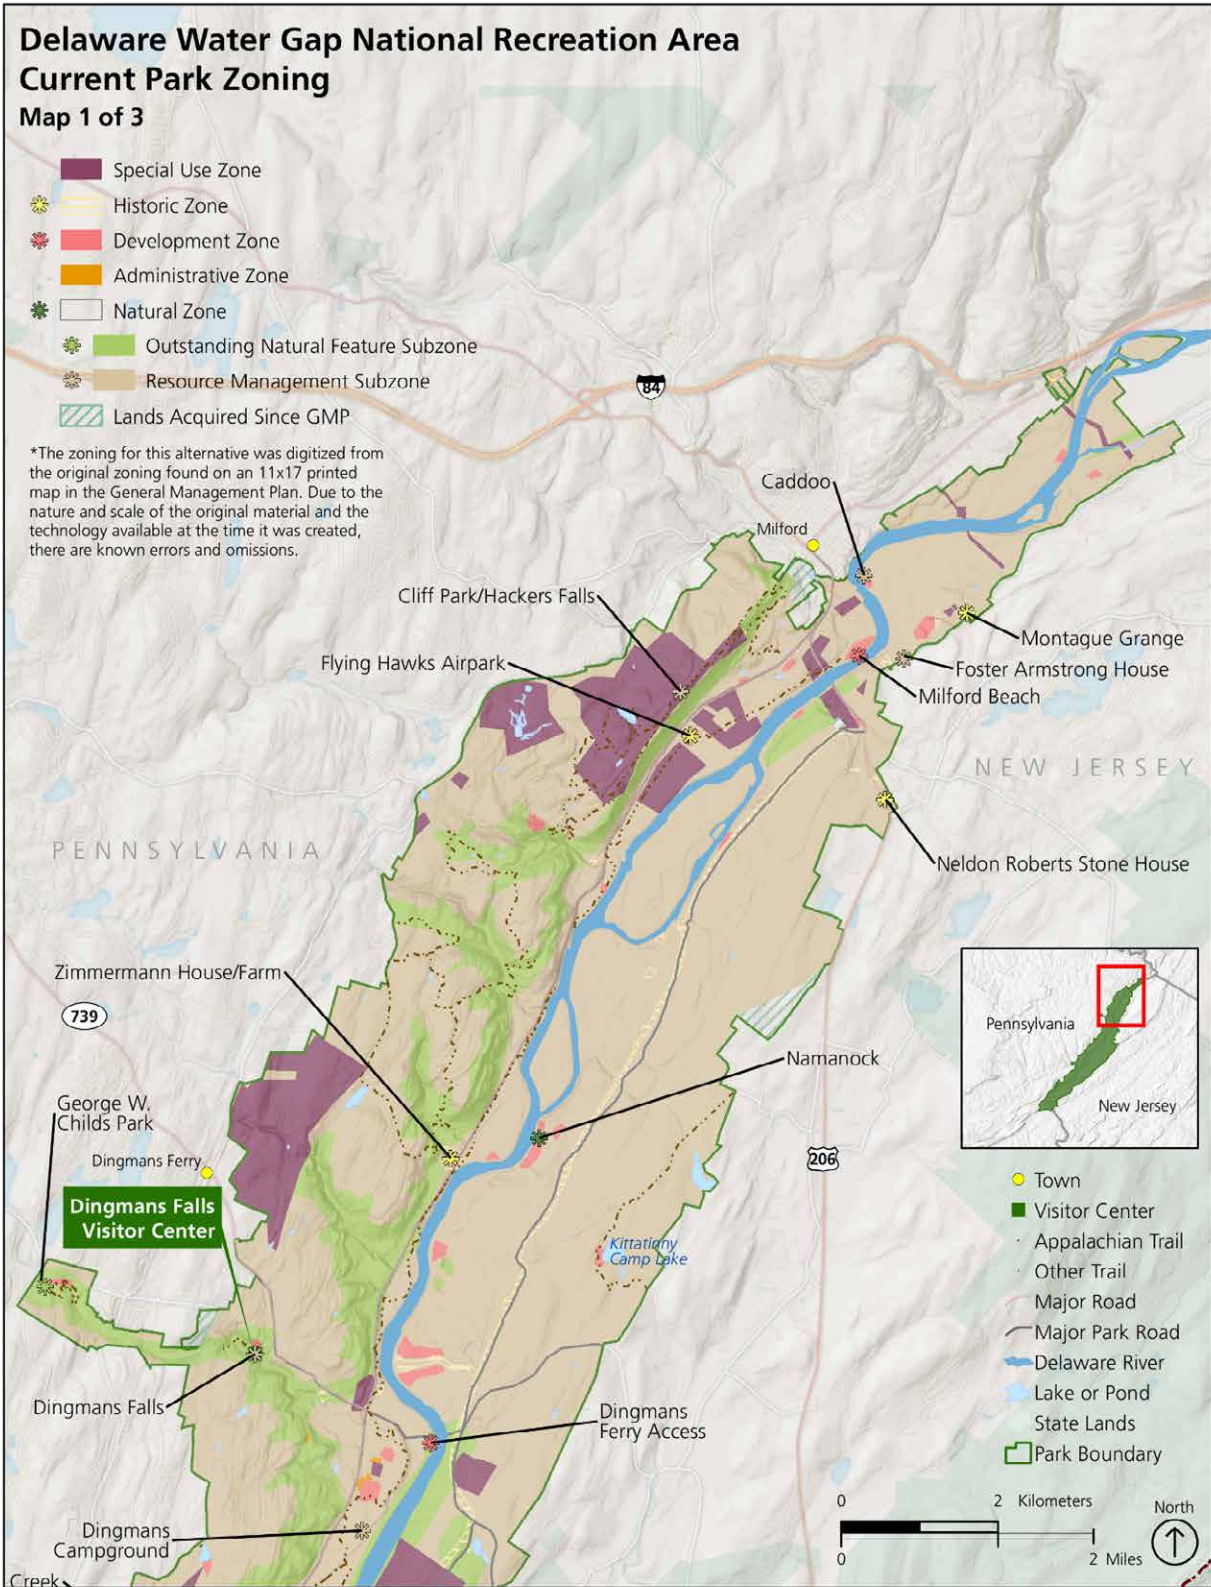 Delaware Water Gap National Recreation Area
Current Park Zoning
Map 1 of 3
Special Use Zone
Historic Zone
Development Zone
Administrative Zone
Natural Zone
Outstanding Natural Feature Subzone
Resource Management Subzone
Lands Acquired Since GMP
*The zoning for this alternative was digitized from
the original zoning found on an 11x17 printed
map in the General Management Plan. Due to the
nature and scale of the original material and the
technology available at the time it was created,
there are known errors and omissions.
84
Caddoo
Milford
Cliff Park/Hackers Falls
Montague Grange
Flying Hawks Airpark
Foster Armstrong House
Milford Beach
NEW JERSEY
PENNSYLVANIA
Neldon Roberts Stone House
Zimmermann House/Farm
739
Pennsylvania
New Jersey
Namanock
George W.
Childs Park
Dingmans Ferry
206
Dingmans Falls
Visitor Center
Kittatinny
Camp Lake
Town
Visitor Center
Appalachian Trail
Other Trail
Major Road
Major Park Road
Delaware River
Lake or Pond
State Lands
Park Boundary
Dingmans Falls
Dingmans
Ferry Access
0 2 Kilometers
0 2 Miles
North
Dingmans
Campground
Creek